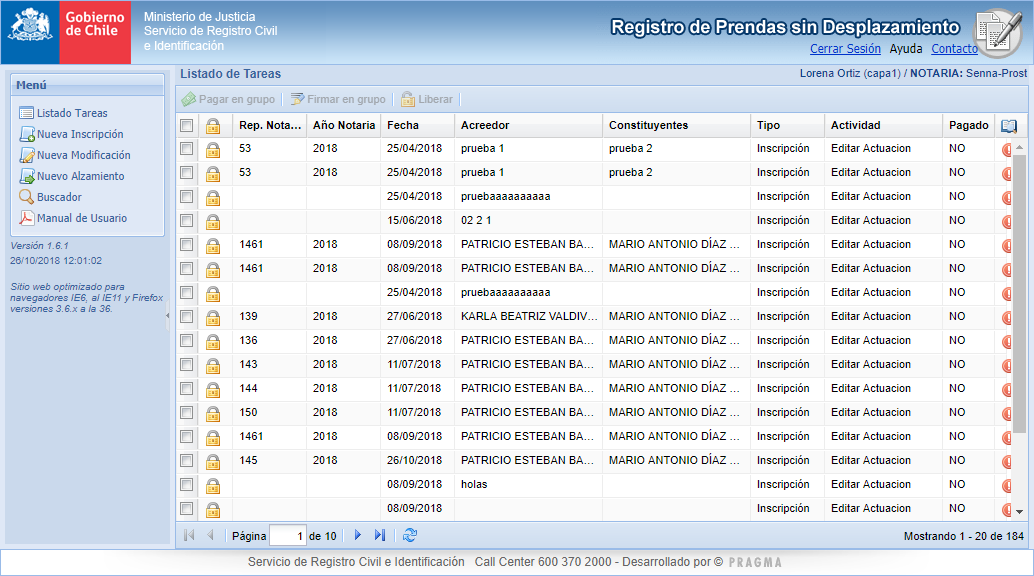 Gobierno
de Chile
Ministerio de Justicia
Servicio de Registro Civil
e Identificación
Registro de Prendas sin Desplazamiento
Cerrar Sesión Ayuda Contacto
Menú
Listado Tareas
Nueva Inscripción
Nueva Modificación
Nuevo Alzamiento
Buscador
Manual de Usuario
Versión 1.6.1
26/10/2018 12:01:02
Sitio web optimizado para
navegadores IE6, al IE11 y Firefox
versiones 3.6.x a la 36.
Listado de Tareas
Lorena Ortiz (capa1) / NOTARIA: Senna-Prost
Pagar en grupo Firmar en grupo Liberar
Rep. Nota... Año Notaria Fecha Acreedor Constituyentes Tipo Actividad Pagado
53 2018 25/04/2018 prueba 1 prueba 2 Inscripción Editar Actuacion NO
53 2018 25/04/2018 prueba 1 prueba 2 Inscripción Editar Actuacion NO
25/04/2018 pruebaaaaaaaaaa Inscripción Editar Actuacion NO
15/06/2018 02 2 1 Inscripción Editar Actuacion NO
1461 2018 08/09/2018 PATRICIO ESTEBAN BA... MARIO ANTONIO DÍAZ ... Inscripción Editar Actuacion NO
1461 2018 08/09/2018 PATRICIO ESTEBAN BA... MARIO ANTONIO DÍAZ ... Inscripción Editar Actuacion NO
25/04/2018 pruebaaaaaaaaaa Inscripción Editar Actuacion NO
139 2018 27/06/2018 KARLA BEATRIZ VALDIV... MARIO ANTONIO DÍAZ ... Inscripción Editar Actuacion NO
136 2018 27/06/2018 PATRICIO ESTEBAN BA... MARIO ANTONIO DÍAZ ... Inscripción Editar Actuacion NO
143 2018 11/07/2018 PATRICIO ESTEBAN BA... MARIO ANTONIO DÍAZ ... Inscripción Editar Actuacion NO
144 2018 11/07/2018 PATRICIO ESTEBAN BA... MARIO ANTONIO DÍAZ ... Inscripción Editar Actuacion NO
150 2018 11/07/2018 PATRICIO ESTEBAN BA... MARIO ANTONIO DÍAZ ... Inscripción Editar Actuacion NO
1461 2018 08/09/2018 PATRICIO ESTEBAN BA... MARIO ANTONIO DÍAZ ... Inscripción Editar Actuacion NO
145 2018 26/10/2018 PATRICIO ESTEBAN BA... MARIO ANTONIO DÍAZ ... Inscripción Editar Actuacion NO
08/09/2018 holas Inscripción Editar Actuacion NO
08/09/2018 Inscripción Editar Actuacion NO
Página 1 de 10
Mostrando 1 - 20 de 184
Servicio de Registro Civil e Identificación Call Center 600 370 2000 - Desarrollado por © PRAGMA